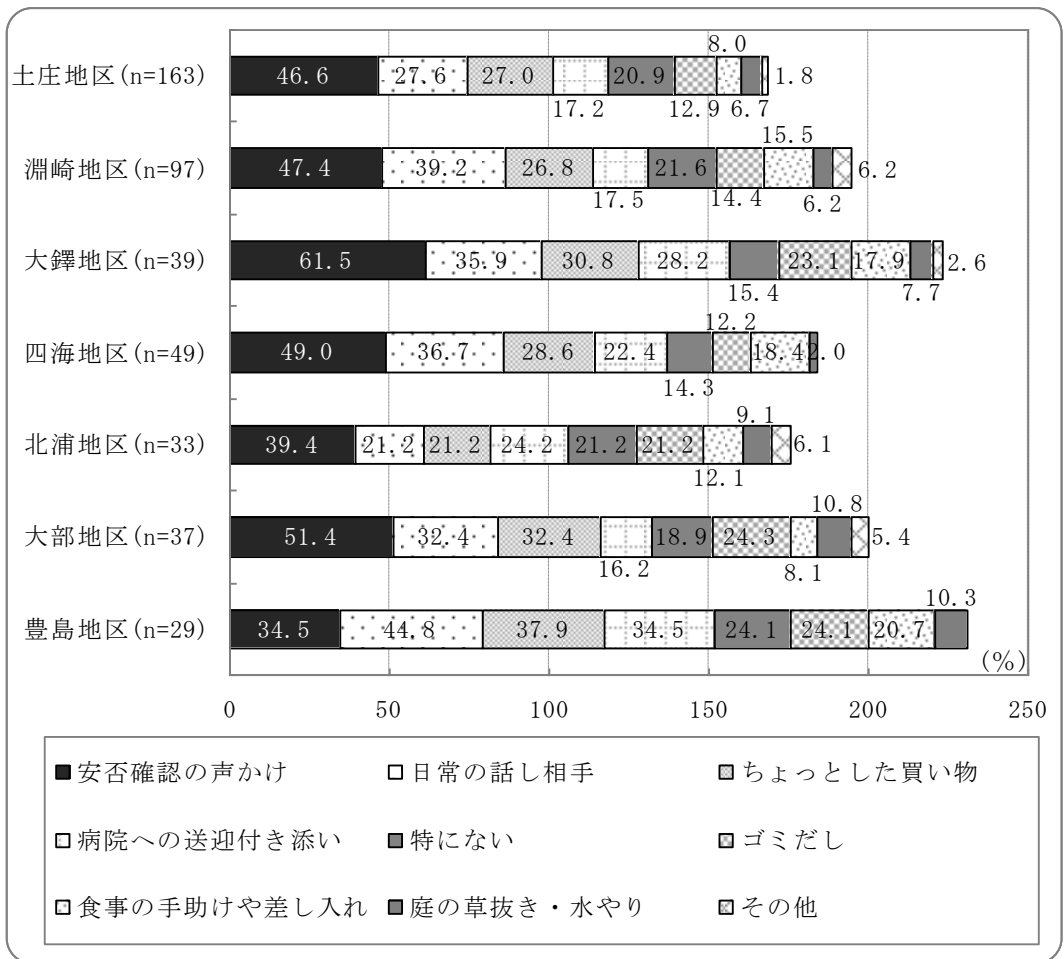 8.0
土庄地区(n=163) 46.6 27.6 27.0 20.9 1.8
17.2 12.9 6.7
15.5
淵崎地区(n=97) 47.4 39.2 26.8 21.6 6.2
17.5 14.4 6.2
大鐸地区(n=39) 61.5 35.9 30.8 28.2 23.1 17.9 2.6
15.4 7.7
12.2
四海地区(n=49) 49.0 36.7 28.6 22.4 18.4 2.0
14.3
9.1
北浦地区(n=33) 39.4 21.2 21.2 24.2 21.2 21.2 6.1
12.1
10.8
大部地区(n=37) 51.4 32.4 32.4 18.9 24.3 5.4
16.2 8.1
10.3
豊島地区(n=29) 34.5 44.8 37.9 34.5 24.1 24.1 20.7
(%)
0 50 100 150 200 250
安否確認の声かけ 日常の話し相手 ちょっとした買い物
病院への送迎付き添い 特にない ゴミだし
食事の手助けや差し入れ 庭の草抜き・水やり その他